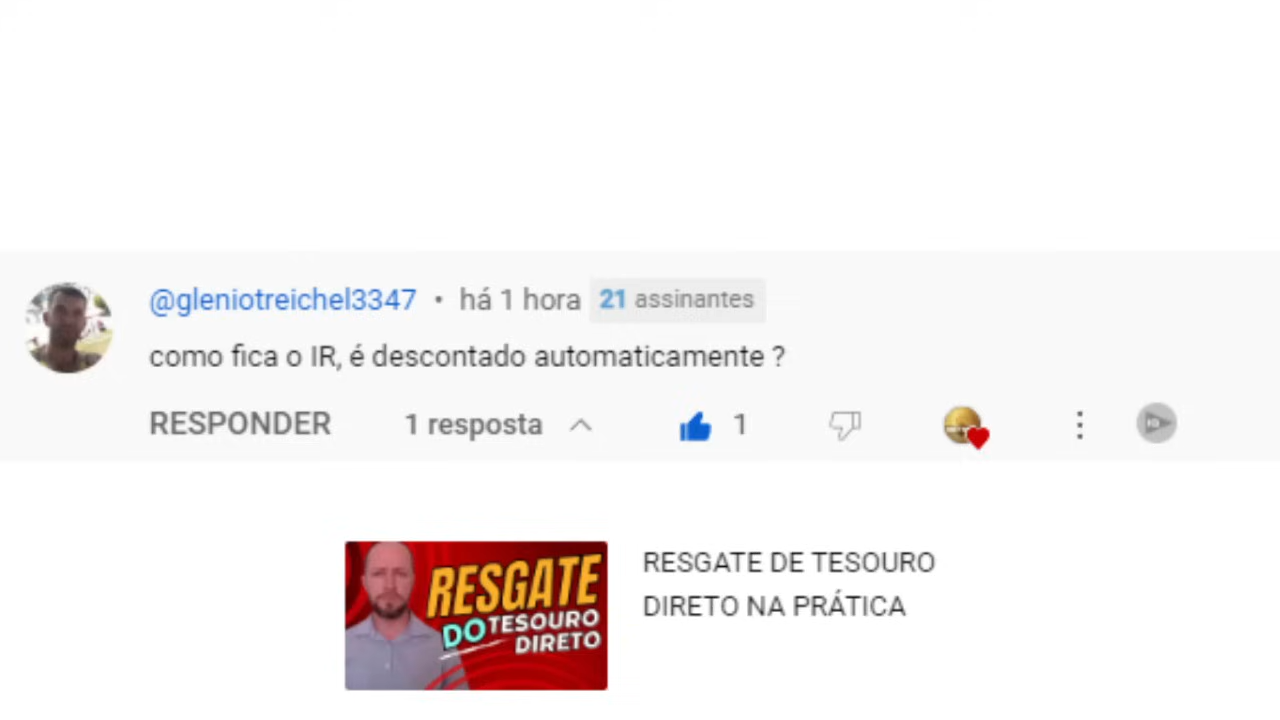 @gleniotreichel3347 • há 1 hora 21 assinantes
como fica o IR, é descontado automaticamente ?
RESPONDER 1 resposta 1
RESGATE
DO TESOURO
DIRETO
RESGATE DE TESOURO
DIRETO NA PRÁTICA